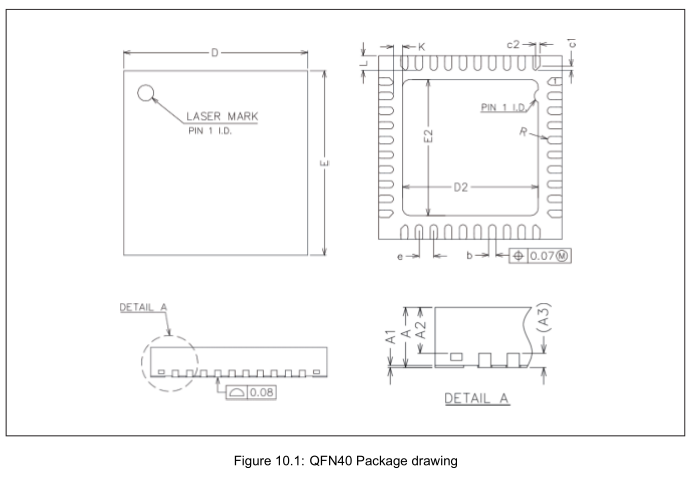 D
K
c2
c1
L
LASER MARK
PIN 1 I.D.
E
PIN 1 I.D.
R
E2
D2
e
b
0.07 Ⓜ
DETAIL A
0.08
A1
A
A2
(A3)
DETAIL A
Figure 10.1: QFN40 Package drawing